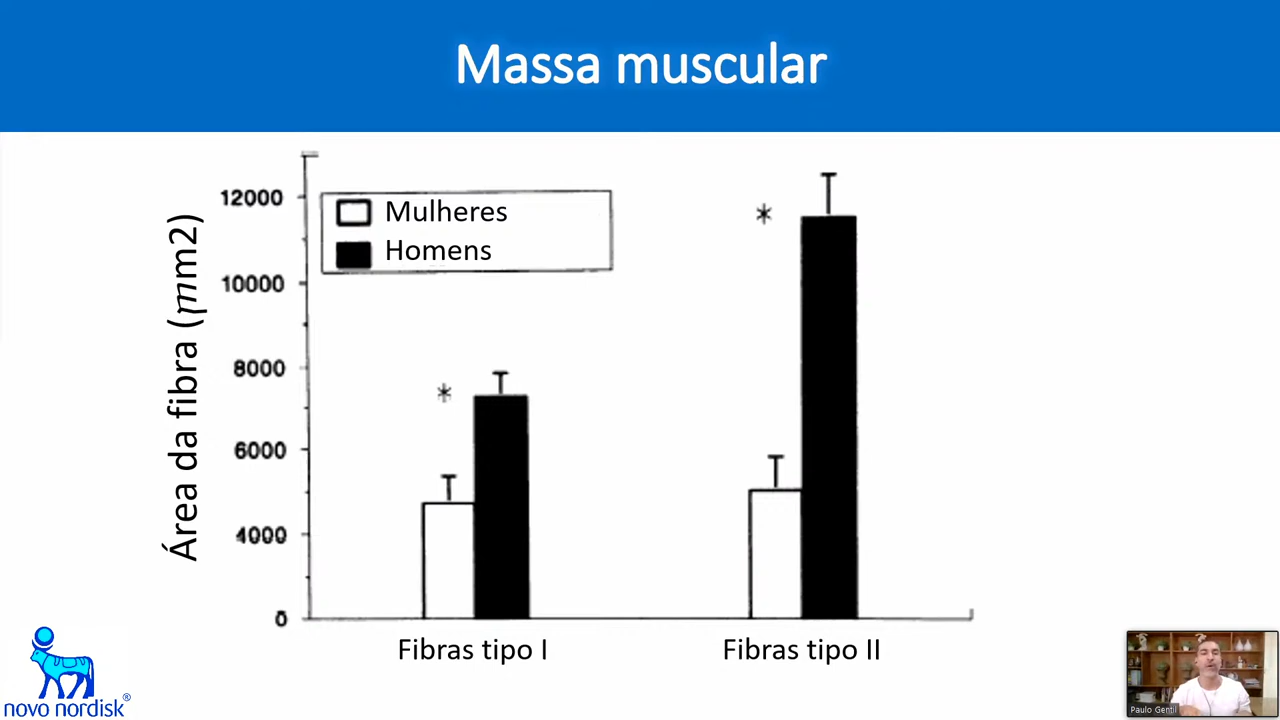 Massa muscular
Mulheres
Homens
Área da fibra (mm2)
12000
10000
8000
6000
4000
0
*
*
Fibras tipo I
Fibras tipo II
novo nordisk®
Paulo Gentil